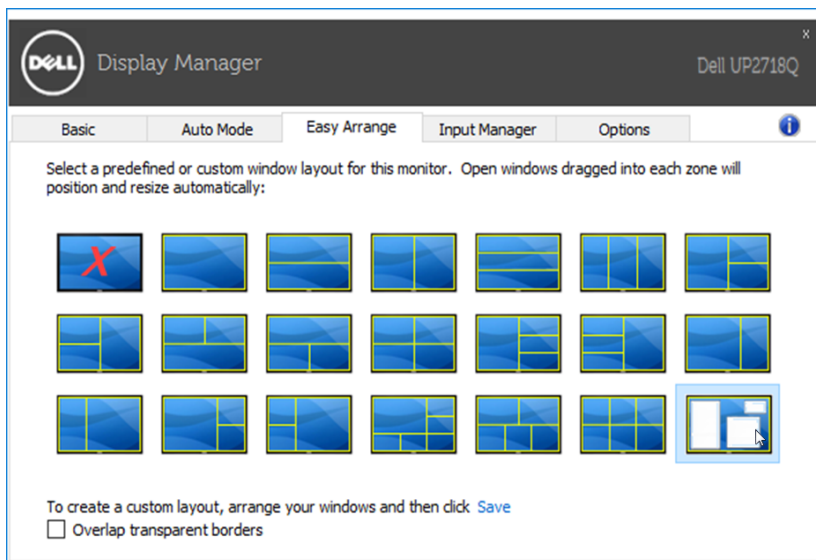 x
DELL Display Manager Dell UP2718Q
Basic Auto Mode Easy Arrange Input Manager Options i
Select a predefined or custom window layout for this monitor. Open windows dragged into each zone will
position and resize automatically:
X
To create a custom layout, arrange your windows and then click Save
Overlap transparent borders